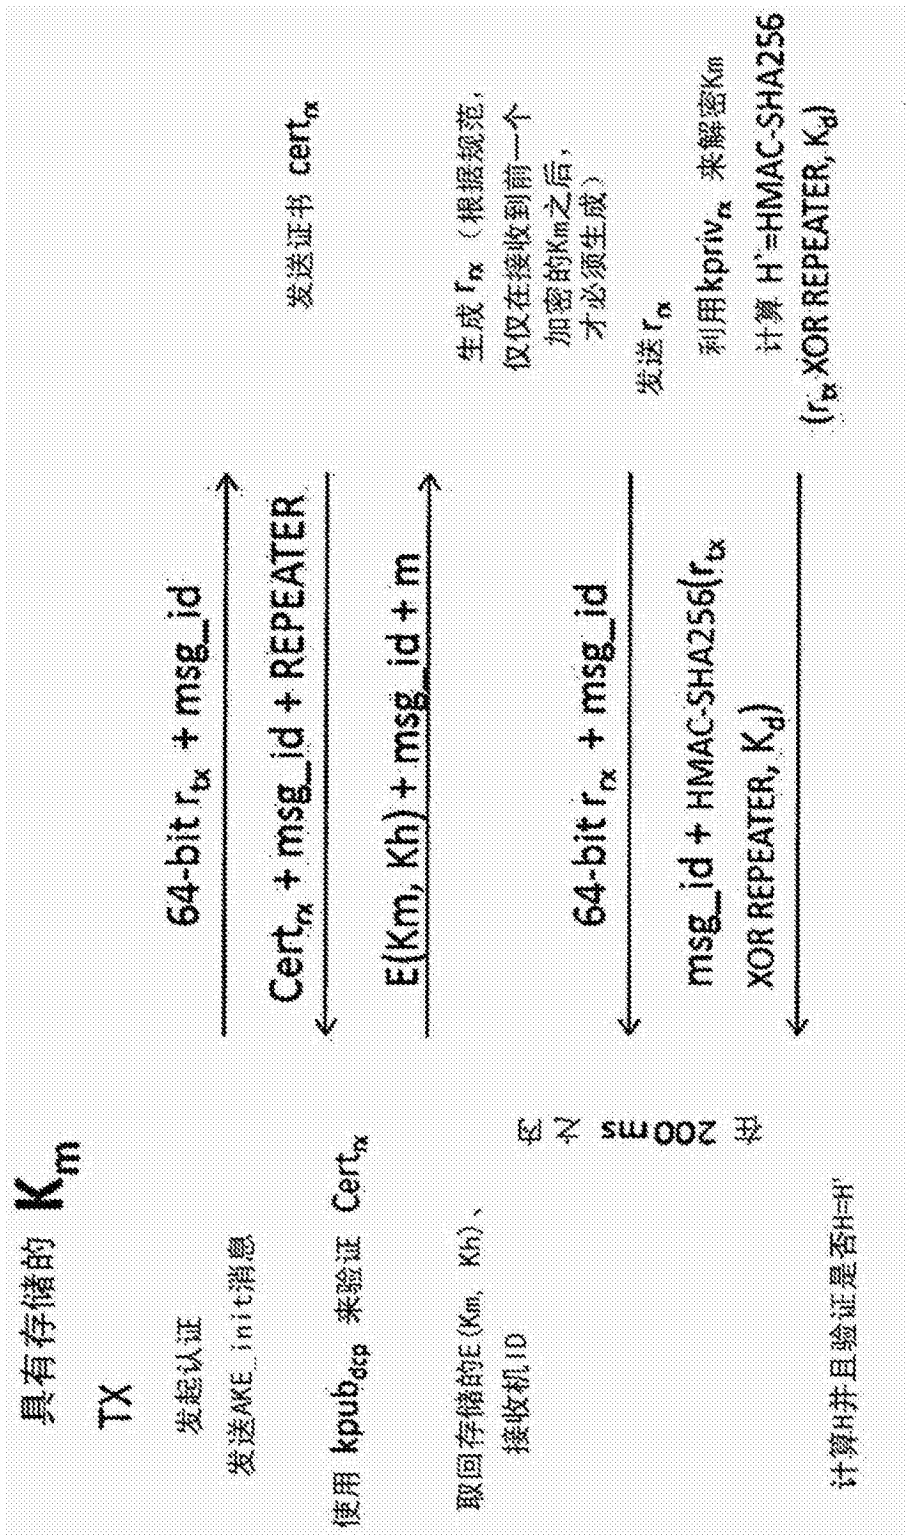 具有存储的 Km
TX
发起认证
发送AKE_init消息
64-bit rtx + msg_id
Certrx + msg_id + REPEATER
发送证书 certrx
使用 kpubdcp 来验证 Certrx
取回存储的E(Km, Kh)、
接收机ID
E(Km, Kh) + msg_id + m
生成 rrx（根据规范，
仅仅在接收到前一个
加密的Km之后，
才必须生成）
200 ms
64-bit rrx + msg_id
发送 rrx
利用kprivrx 来解密Km
msg_id + HMAC-SHA256(rtx
XOR REPEATER, Kd)
计算 H`=HMAC-SHA256
(rtx XOR REPEATER, Kd)
计算H并且验证是否H=H'